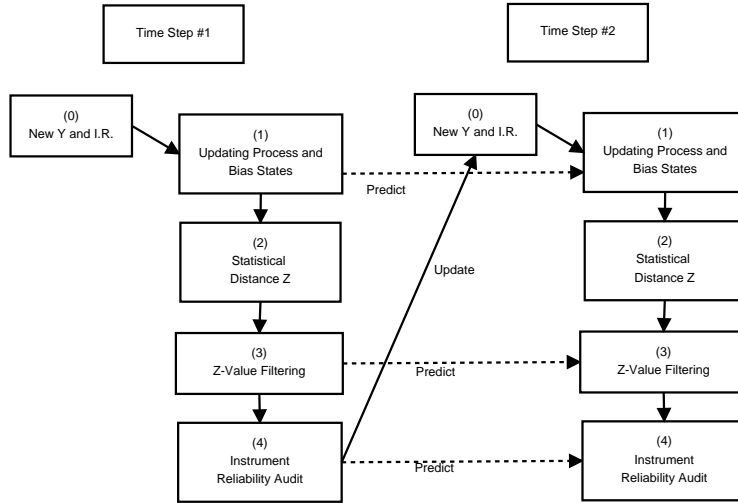 Time Step #1
Time Step #2
(0)
New Y and I.R.
(1)
Updating Process and
Bias States
(2)
Statistical
Distance Z
(3)
Z-Value Filtering
(4)
Instrument
Reliability Audit
Predict
Update
Predict
Predict
(0)
New Y and I.R.
(1)
Updating Process and
Bias States
(2)
Statistical
Distance Z
(3)
Z-Value Filtering
(4)
Instrument
Reliability Audit